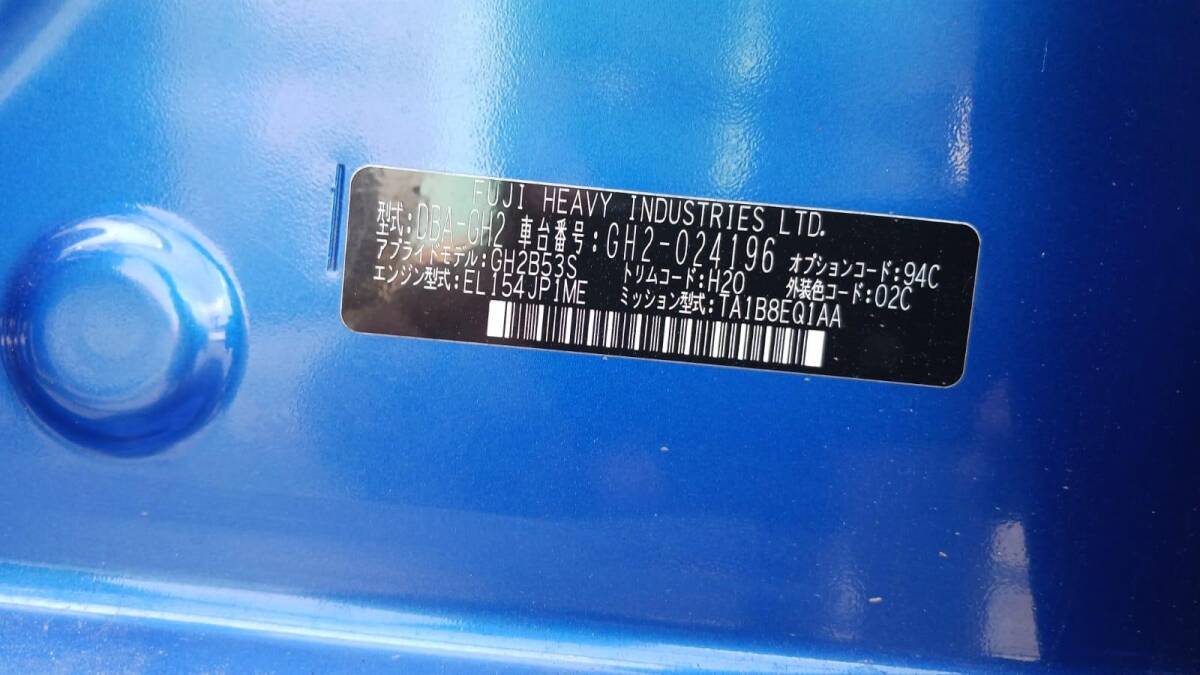 FUJI HEAVY INDUSTRIES LTD.
型式:DBA-GH2 車台番号:GH2-024196 オプションコード:94C
アプライドモデル:GH2B53S トリムコード:H20 外装色コード:02C
エンジン型式:EL154JP1ME ミッション型式:TA1B8EQ1AA